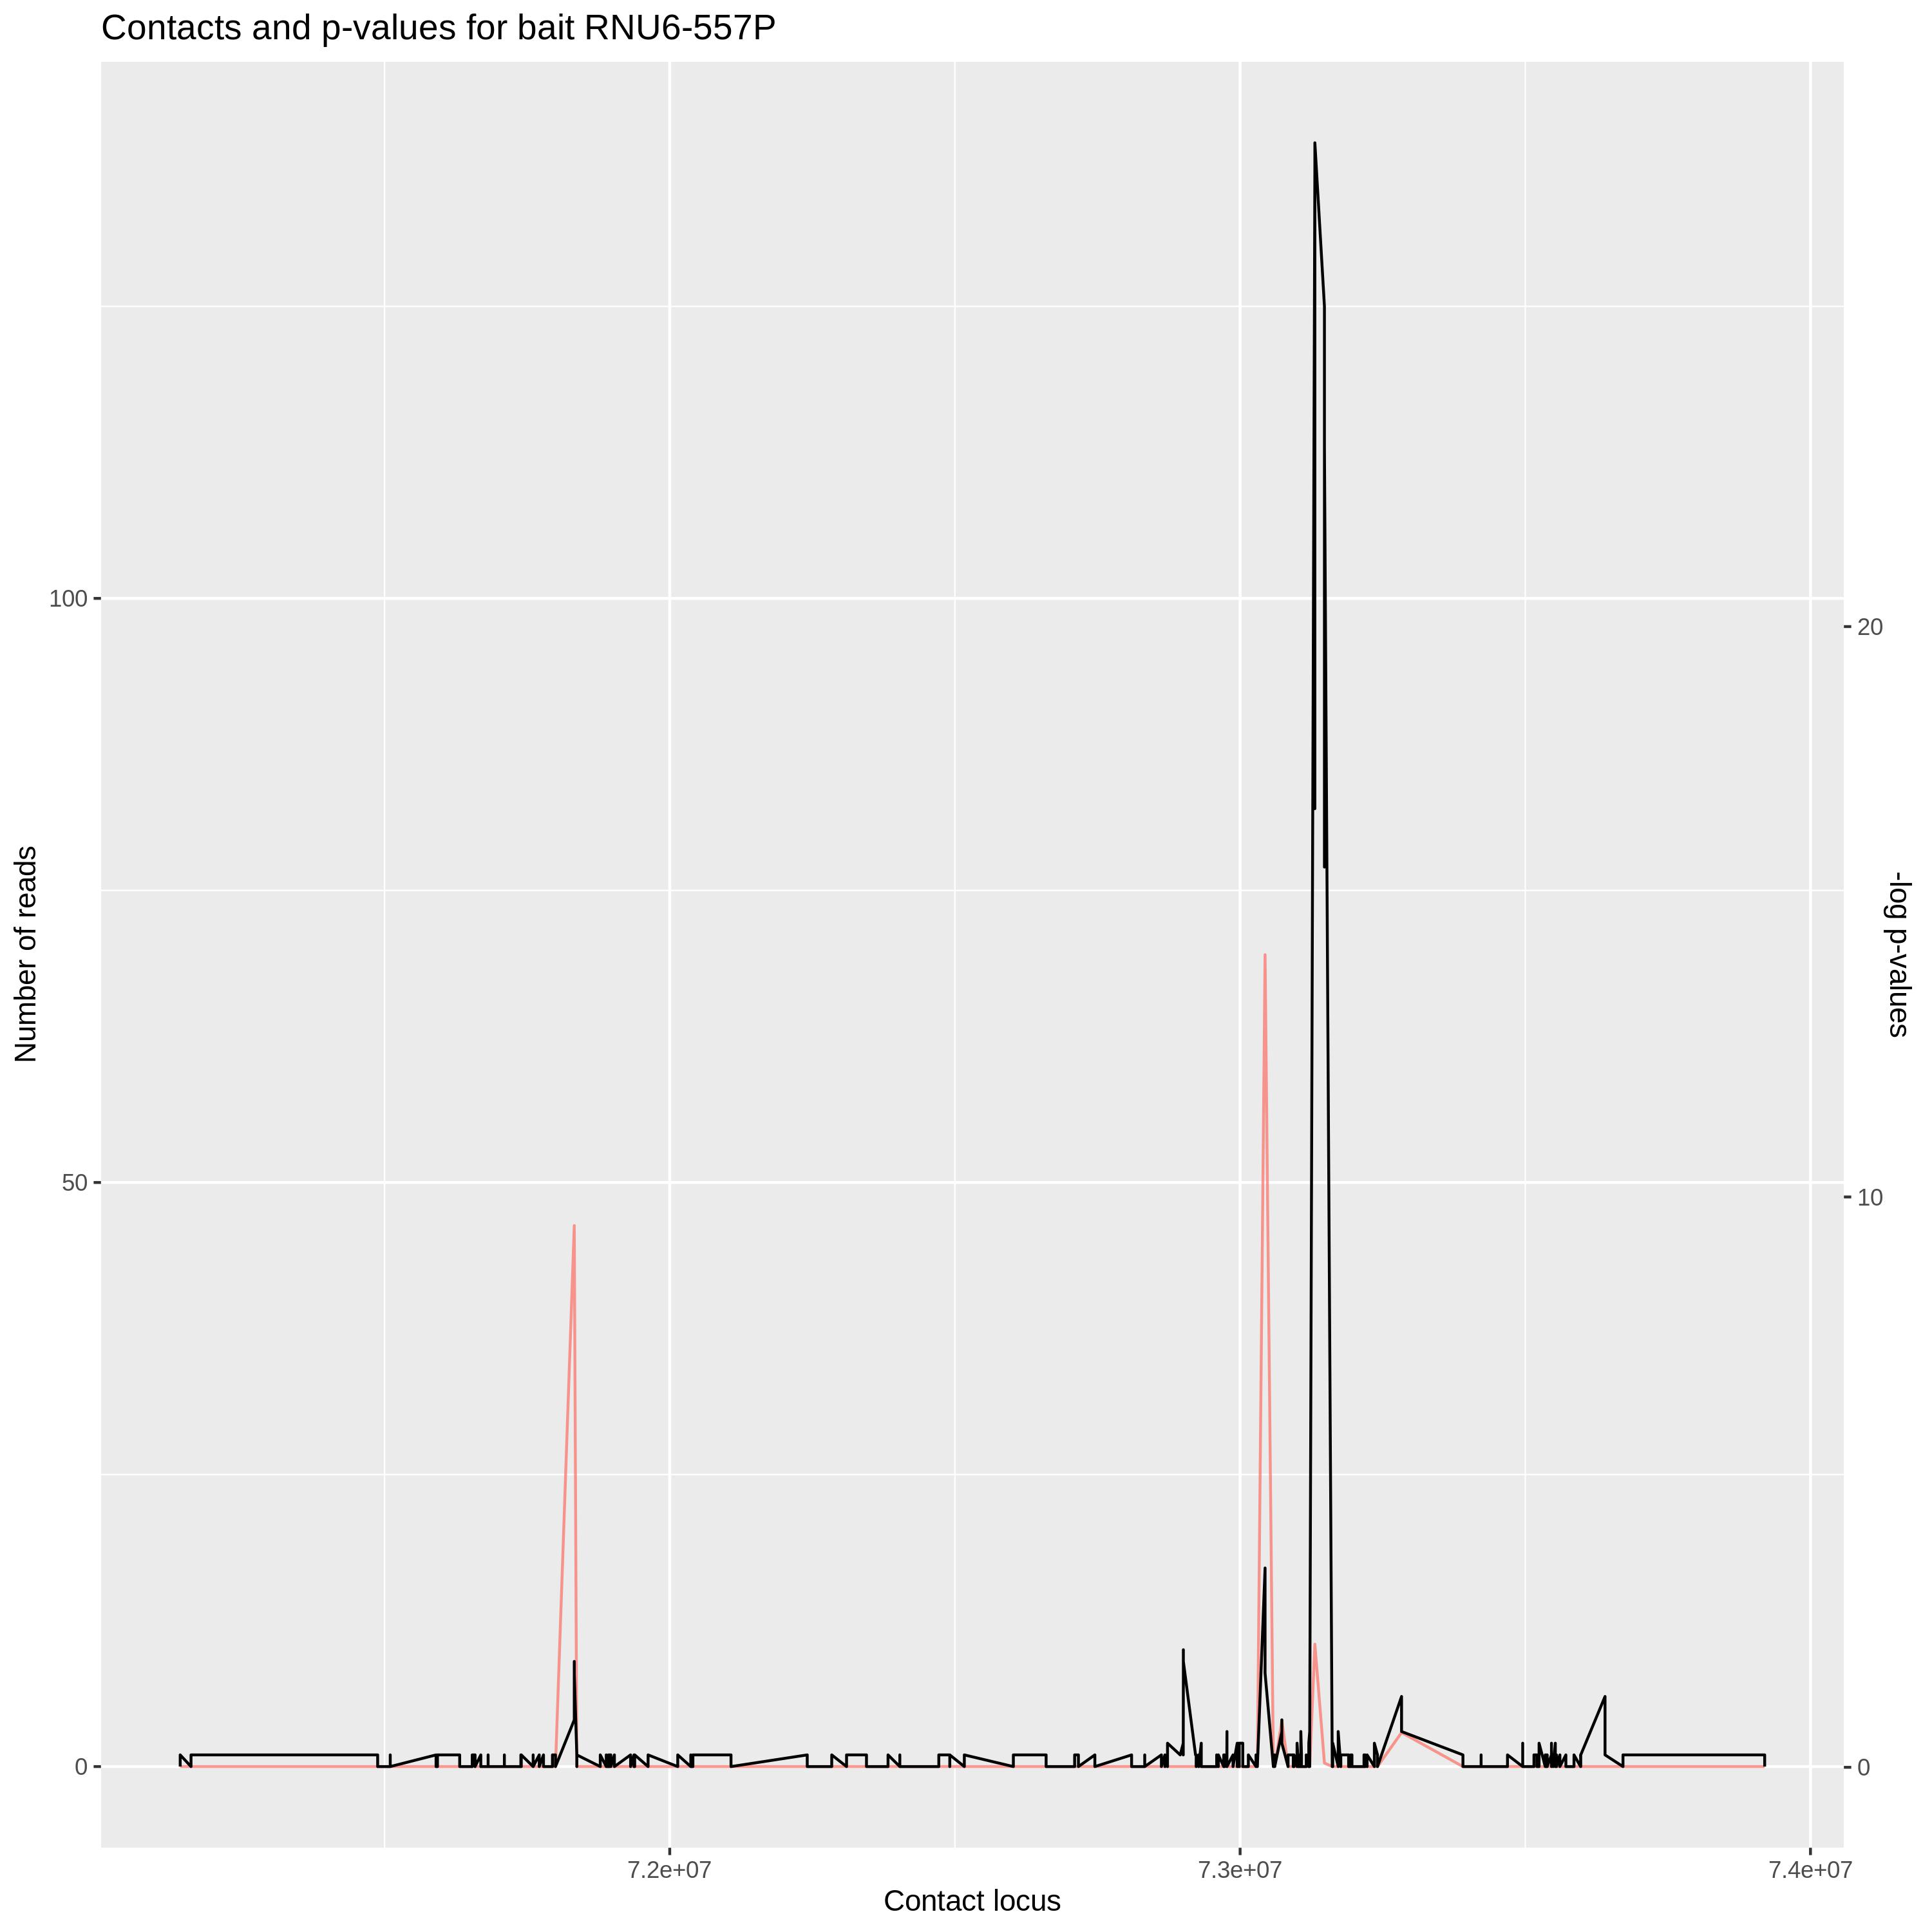 Contacts and p-values for bait RNU6-557P
100
50
0
Number of reads
20
10
0
-log p-values
7.2e+07
7.3e+07
7.4e+07
Contact locus